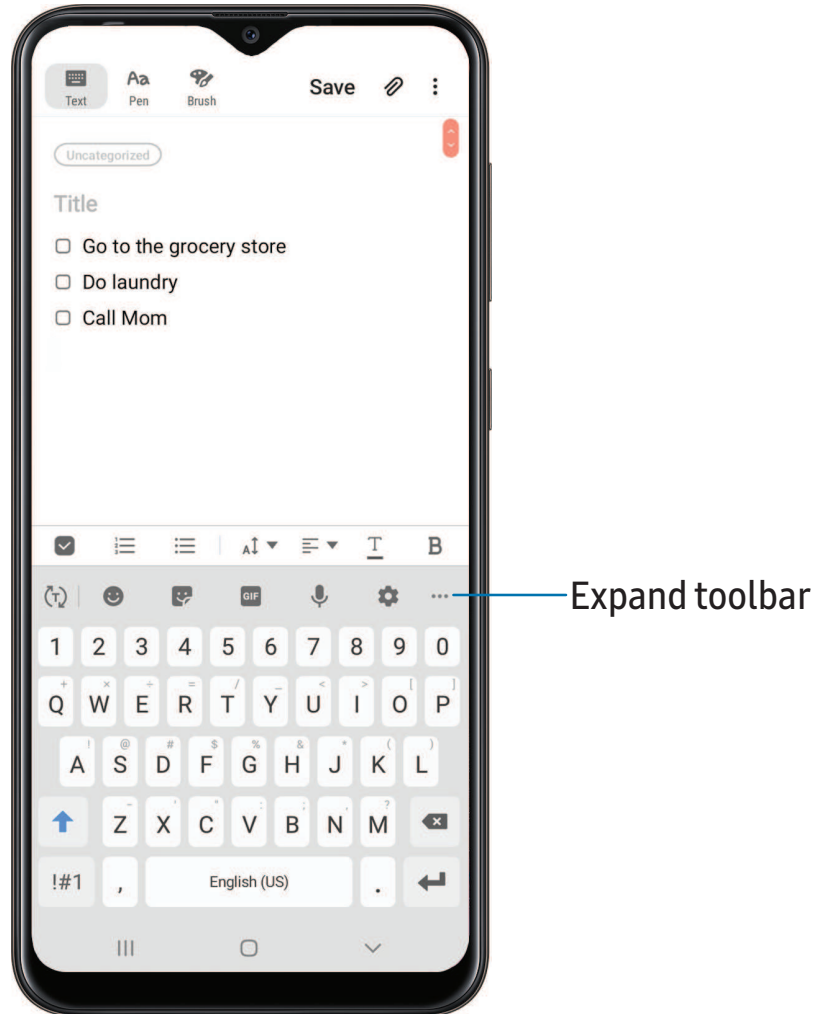 Text Pen Brush Save
Uncategorized
Title
Go to the grocery store
Do laundry
Call Mom
A T B
T GIF ... Expand toolbar
1 2 3 4 5 6 7 8 9 0
+ × ÷ = / _ < > [ ]
Q W E R T Y U I O P
! @ # $ % & * ( )
A S D F G H J K L
- ' " : ; , ?
Z X C V B N M
!#1 , English (US) .